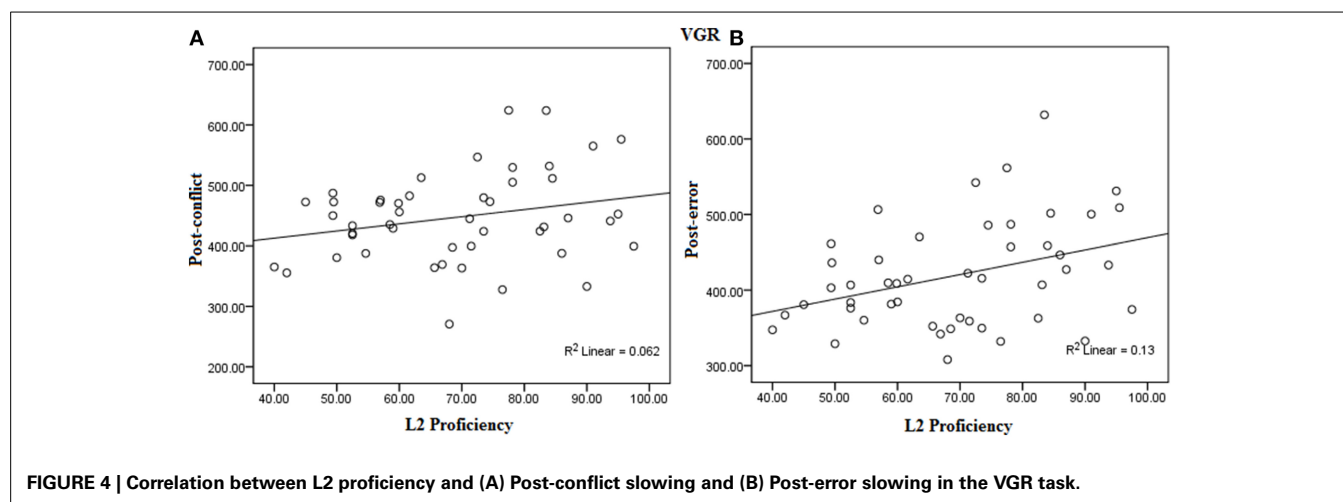 VGR
A
700.00
600.00
500.00
400.00
300.00
200.00
Post-conflict
R² Linear = 0.062
40.00 50.00 60.00 70.00 80.00 90.00 100.00
L2 Proficiency
B
700.00
600.00
500.00
400.00
300.00
Post-error
R² Linear = 0.13
40.00 50.00 60.00 70.00 80.00 90.00 100.00
L2 Proficiency
FIGURE 4 | Correlation between L2 proficiency and (A) Post-conflict slowing and (B) Post-error slowing in the VGR task.